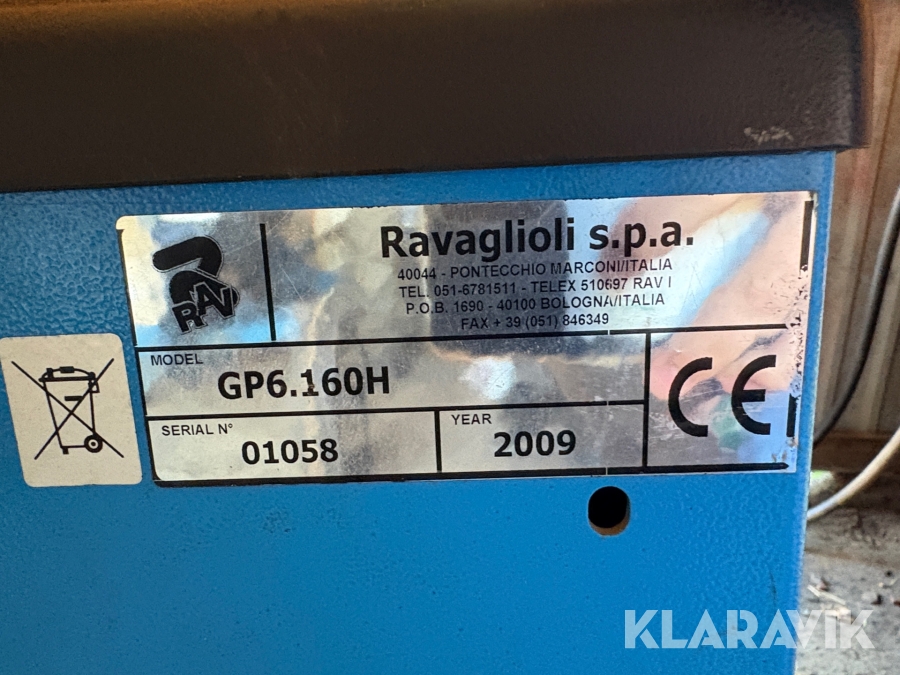 RAV
Ravaglioli s.p.a.
40044 - PONTECCHIO MARCONI/ITALIA
TEL. 051-6781511 - TELEX 510697 RAV I
P.O.B. 1690 - 40100 BOLOGNA/ITALIA
FAX + 39 (051) 846349
MODEL
GP6.160H
SERIAL N°
01058
YEAR
2009
CE
KLARAVIK